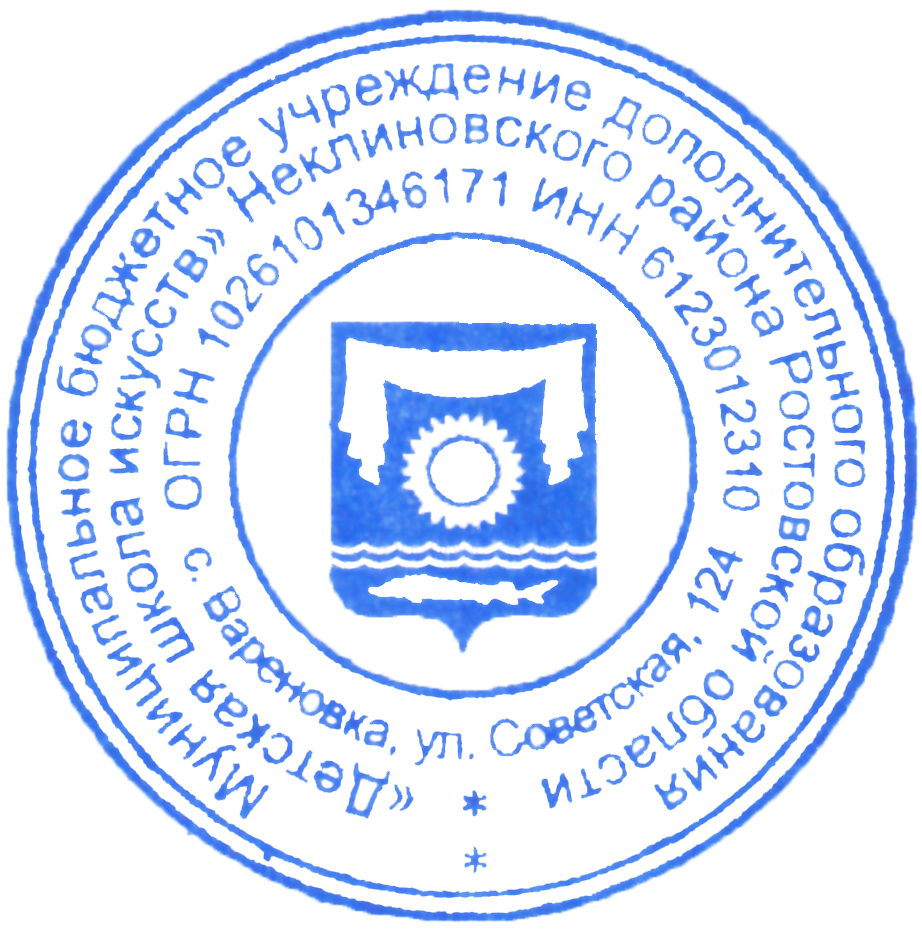 Муниципальное бюджетное учреждение дополнительного образования
«Детская школа искусств» Неклиновского района Ростовской области
ОГРН 1026101346171 ИНН 6123012310
с. Вареновка, ул. Советская, 124
*
*